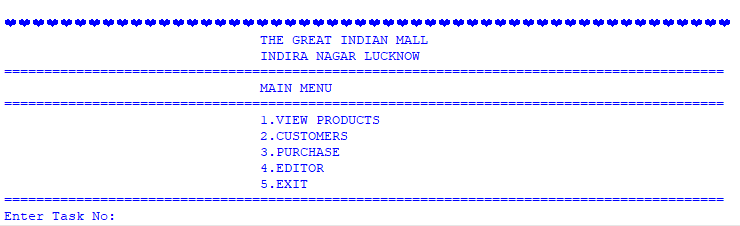 THE GREAT INDIAN MALL
INDIRA NAGAR LUCKNOW
MAIN MENU
1.VIEW PRODUCTS
2.CUSTOMERS
3.PURCHASE
4.EDITOR
5.EXIT
Enter Task No: